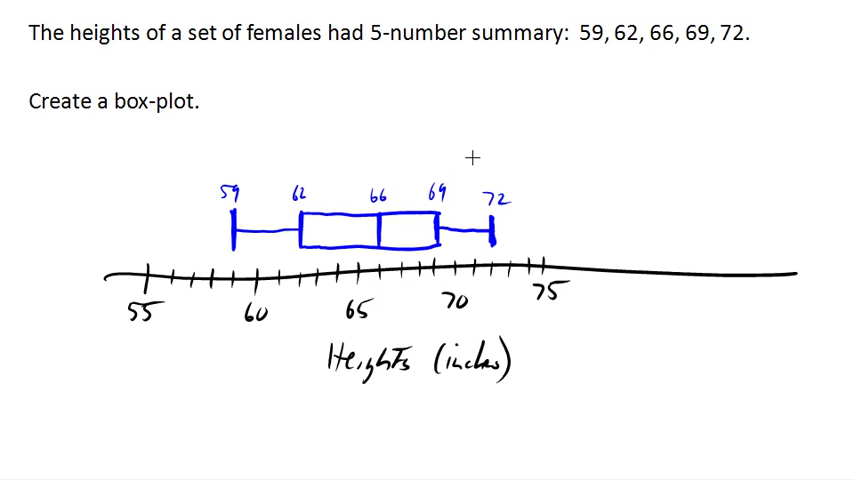 The heights of a set of females had 5-number summary: 59, 62, 66, 69, 72.
Create a box-plot.
59 62 66 69 72
55 60 65 70 75
Heights (inches)